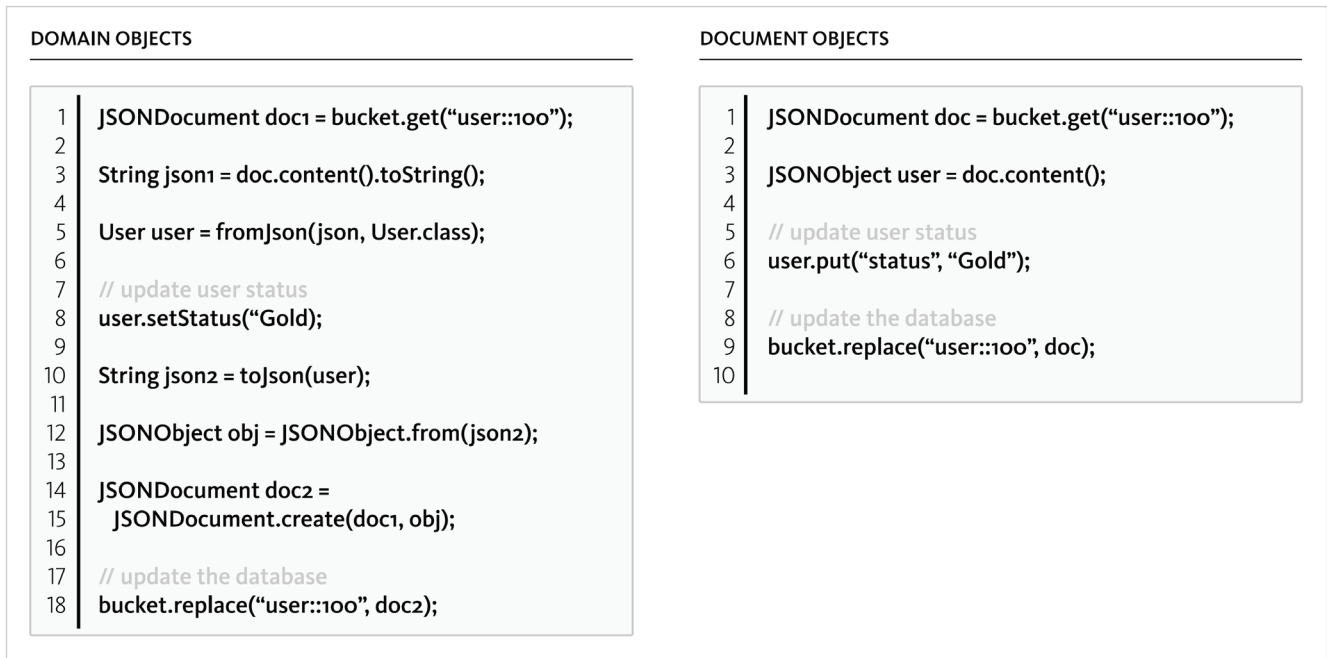 DOMAIN OBJECTS
1 JSONDocument doc1 = bucket.get(“user::100”);
2
3 String json1 = doc.content().toString();
4
5 User user = fromJson(json, User.class);
6
7 // update user status
8 user.setStatus(“Gold);
9
10 String json2 = toJson(user);
11
12 JSONObject obj = JSONObject.from(json2);
13
14 JSONDocument doc2 =
15 JSONDocument.create(doc1, obj);
16
17 // update the database
18 bucket.replace(“user::100”, doc2);
DOCUMENT OBJECTS
1 JSONDocument doc = bucket.get(“user::100”);
2
3 JSONObject user = doc.content();
4
5 // update user status
6 user.put(“status”, “Gold”);
7
8 // update the database
9 bucket.replace(“user::100”, doc);
10